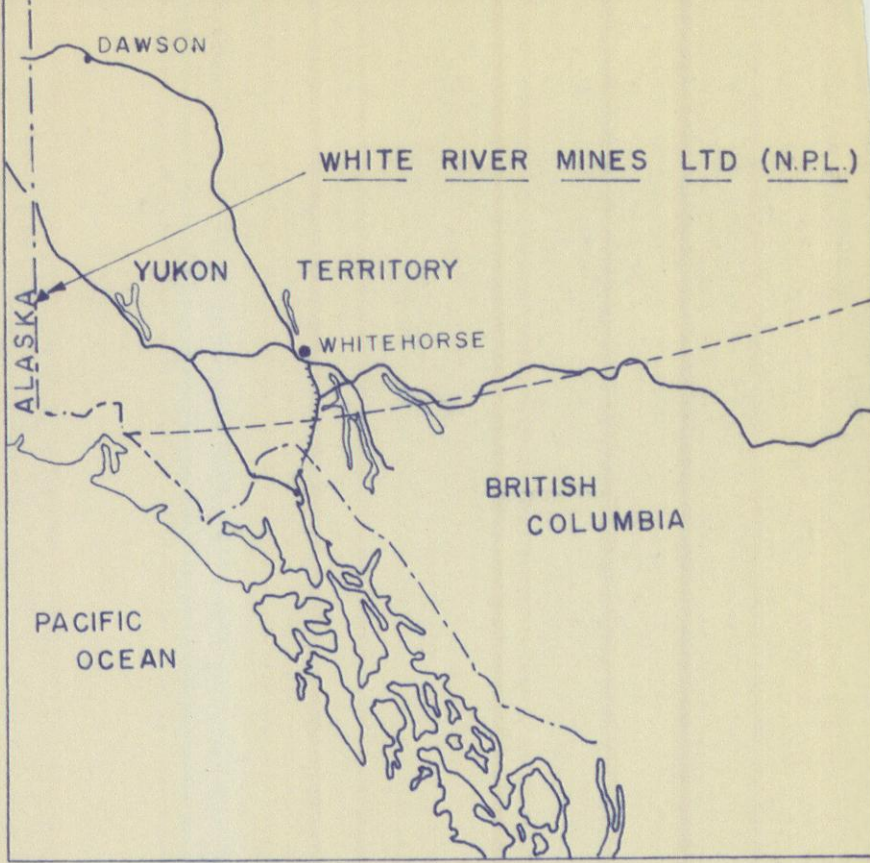 DAWSON
WHITE RIVER MINES LTD (N.P.L.)
YUKON TERRITORY
ALASKA
WHITEHORSE
BRITISH
COLUMBIA
PACIFIC
OCEAN